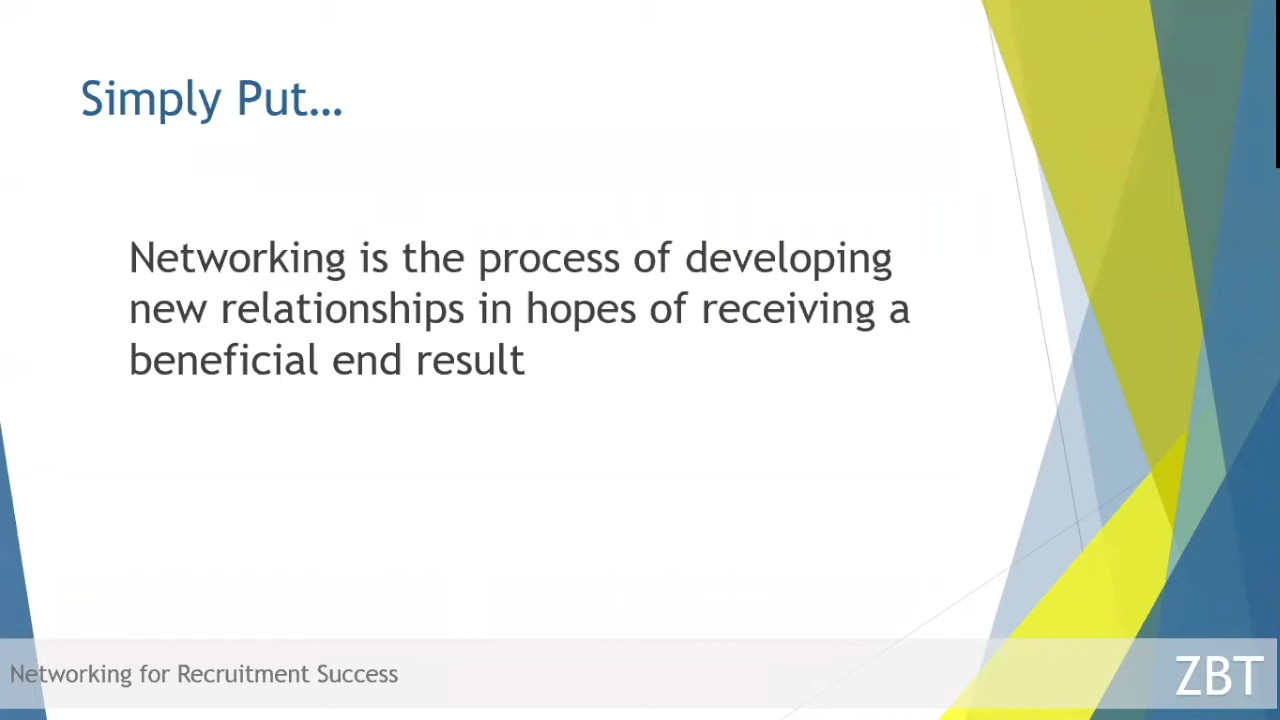 Simply Put...
Networking is the process of developing
new relationships in hopes of receiving a
beneficial end result
Networking for Recruitment Success
ZBT